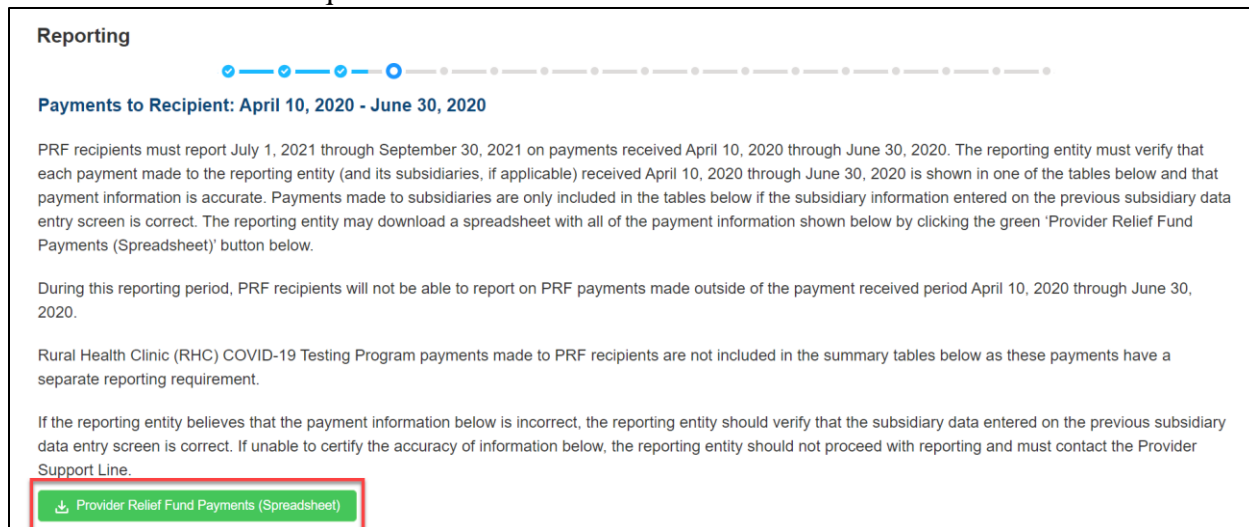 Reporting
Payments to Recipient: April 10, 2020 - June 30, 2020
PRF recipients must report July 1, 2021 through September 30, 2021 on payments received April 10, 2020 through June 30, 2020. The reporting entity must verify that
each payment made to the reporting entity (and its subsidiaries, if applicable) received April 10, 2020 through June 30, 2020 is shown in one of the tables below and that
payment information is accurate. Payments made to subsidiaries are only included in the tables below if the subsidiary information entered on the previous subsidiary data
entry screen is correct. The reporting entity may download a spreadsheet with all of the payment information shown below by clicking the green ‘Provider Relief Fund
Payments (Spreadsheet)’ button below.
During this reporting period, PRF recipients will not be able to report on PRF payments made outside of the payment received period April 10, 2020 through June 30,
2020.
Rural Health Clinic (RHC) COVID-19 Testing Program payments made to PRF recipients are not included in the summary tables below as these payments have a
separate reporting requirement.
If the reporting entity believes that the payment information below is incorrect, the reporting entity should verify that the subsidiary data entered on the previous subsidiary
data entry screen is correct. If unable to certify the accuracy of information below, the reporting entity should not proceed with reporting and must contact the Provider
Support Line.
Provider Relief Fund Payments (Spreadsheet)